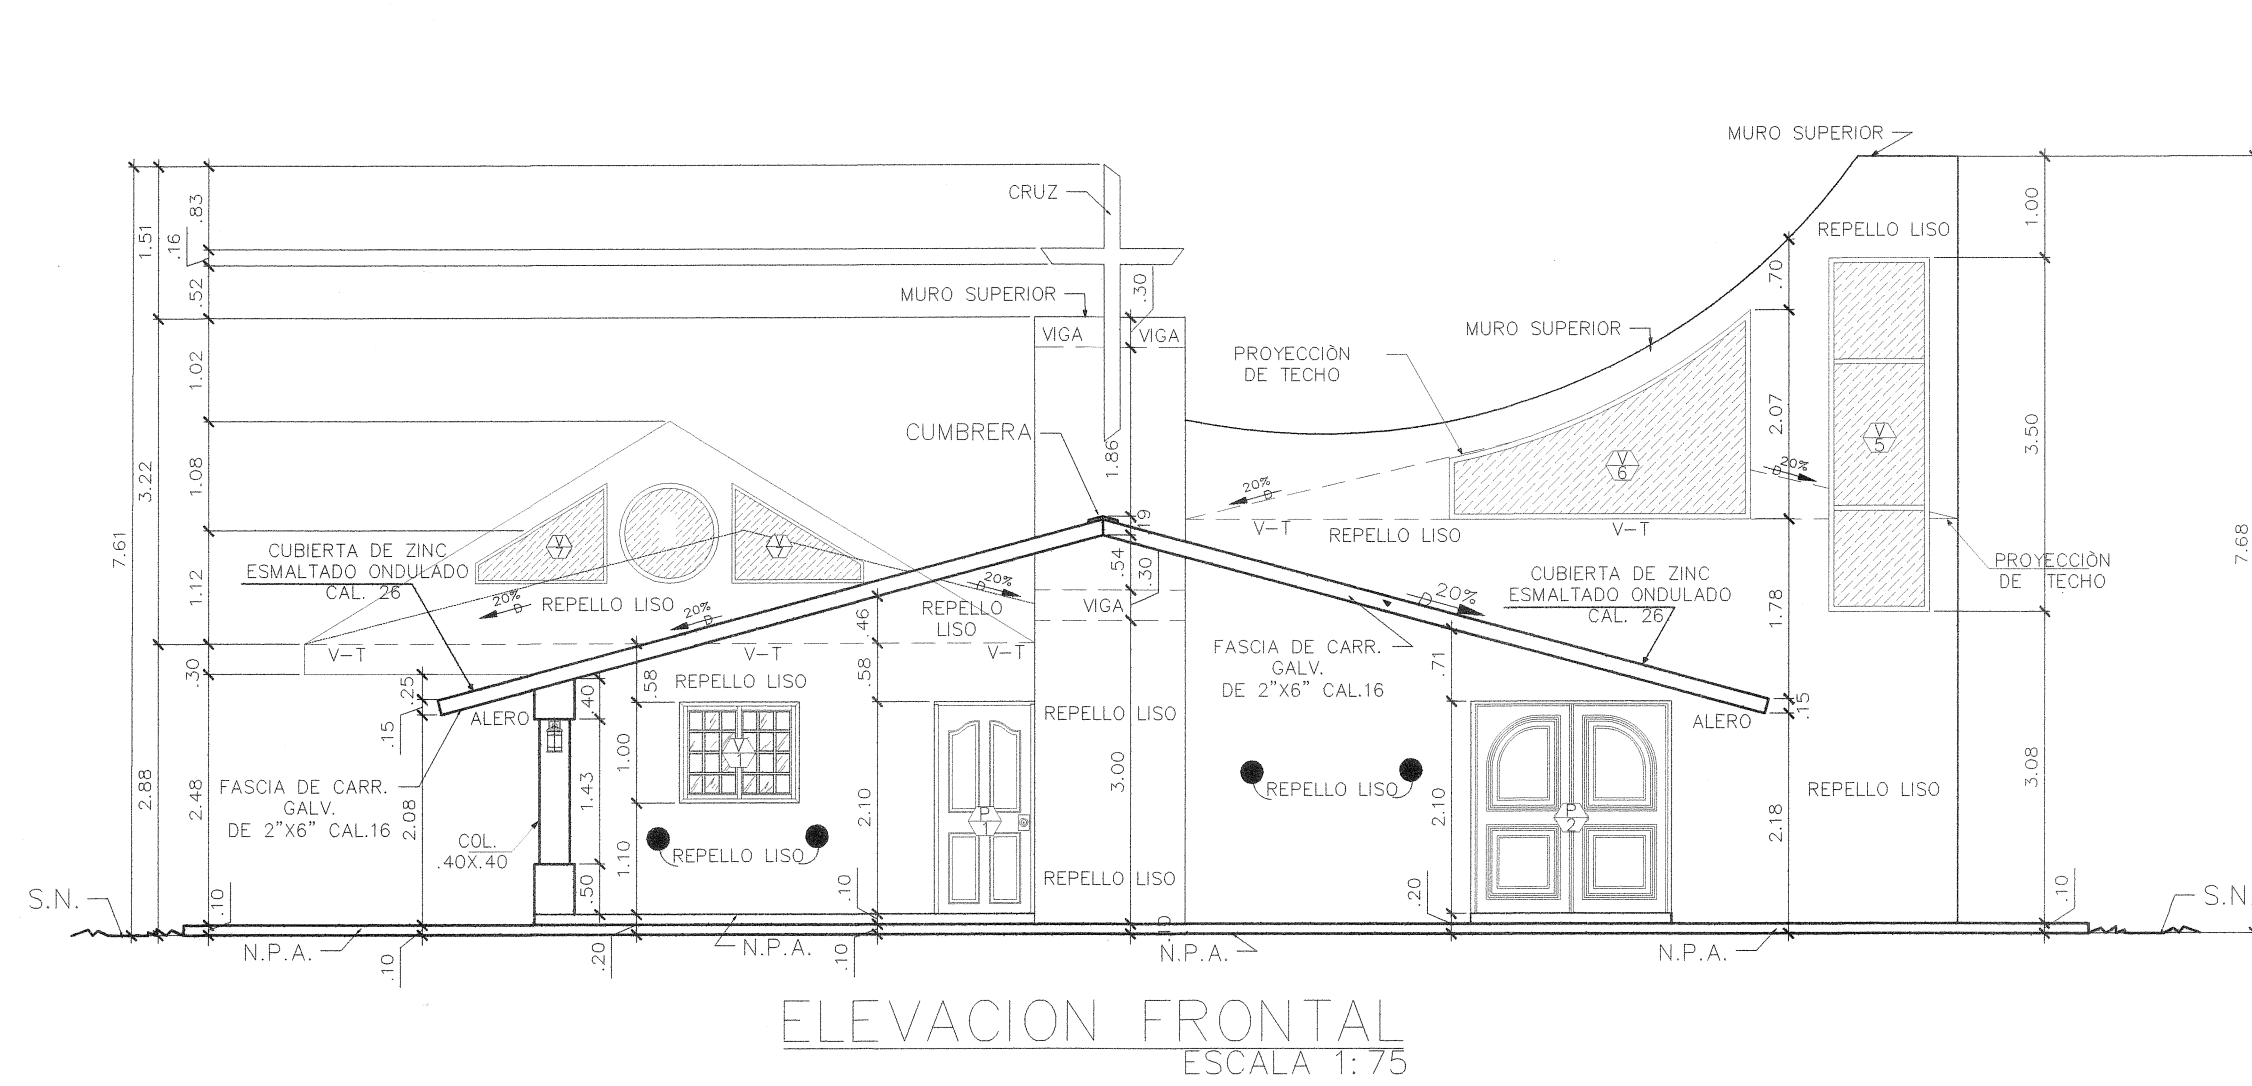 MURO SUPERIOR
CRUZ
REPELLO LISO
MURO SUPERIOR
MURO SUPERIOR
VIGA
VIGA
PROYECCIÒN
DE TECHO
CUMBRERA
V
5
V
6
20%
D
20%
D
V-T
V-T
REPELLO LISO
CUBIERTA DE ZINC
ESMALTADO ONDULADO
CAL. 26
V
7
V
7
20%
D
REPELLO LISO
20%
D
20%
D
REPELLO
LISO
VIGA
20%
D
CUBIERTA DE ZINC
ESMALTADO ONDULADO
CAL. 26
PROYECCIÒN
DE TECHO
V-T
V-T
V-T
REPELLO LISO
FASCIA DE CARR.
GALV.
DE 2"X6" CAL.16
ALERO
REPELLO LISO
ALERO
V
1
FASCIA DE CARR.
GALV.
DE 2"X6" CAL.16
COL.
.40X.40
P
1
P
2
REPELLO LISO
REPELLO LISO
REPELLO LISO
REPELLO LISO
S.N.
S.N.
N.P.A.
N.P.A.
N.P.A.
N.P.A.
7.61
1.51
3.22
2.88
.83
.16
.52
1.02
1.08
1.12
.30
2.48
.10
.25
.15
2.08
.10
.40
1.43
.50
.58
1.00
1.10
.20
.46
.58
2.10
.10
.10
.30
1.86
.19
.54
.30
3.00
.10
.71
2.10
.20
.70
2.07
1.78
.15
2.18
1.00
3.50
3.08
.10
7.68
ELEVACION FRONTAL
ESCALA 1:75